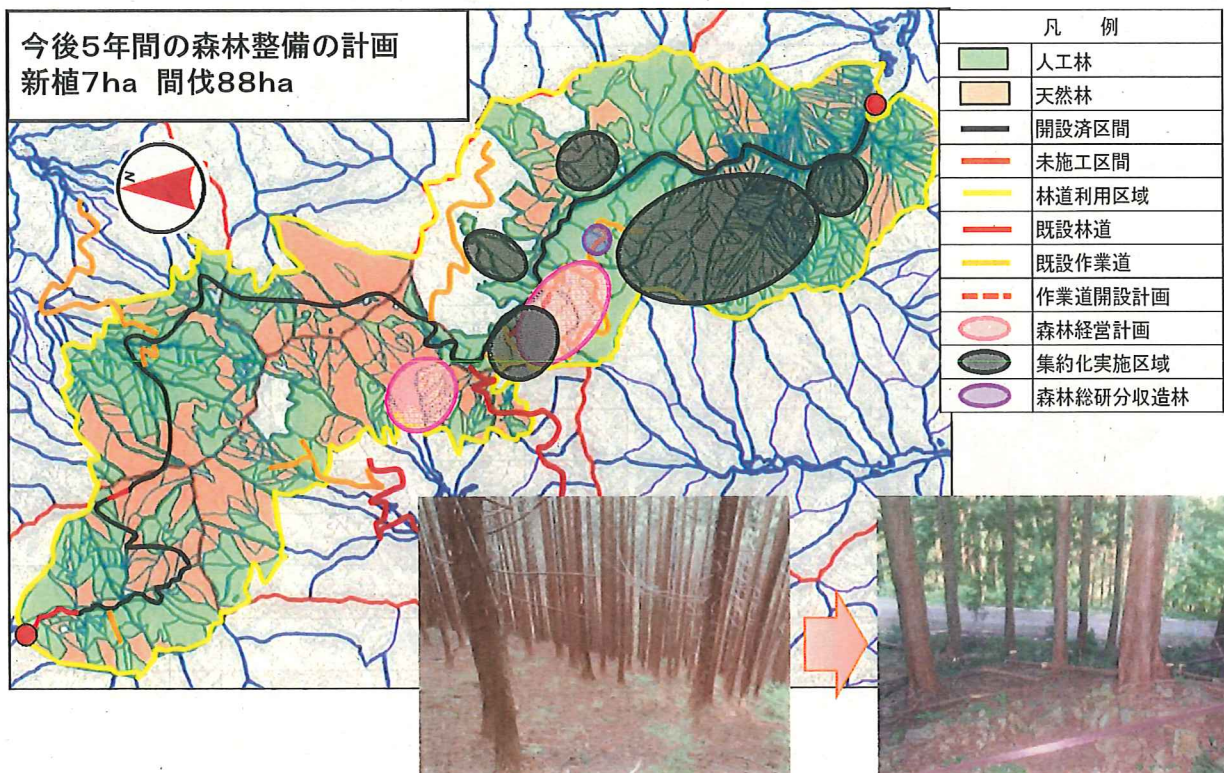 今後5年間の森林整備の計画
新植7ha 間伐88ha
N
凡 例
人工林
天然林
開設済区間
未施工区間
林道利用区域
既設林道
既設作業道
作業道開設計画
森林経営計画
集約化実施区域
森林総研分収造林